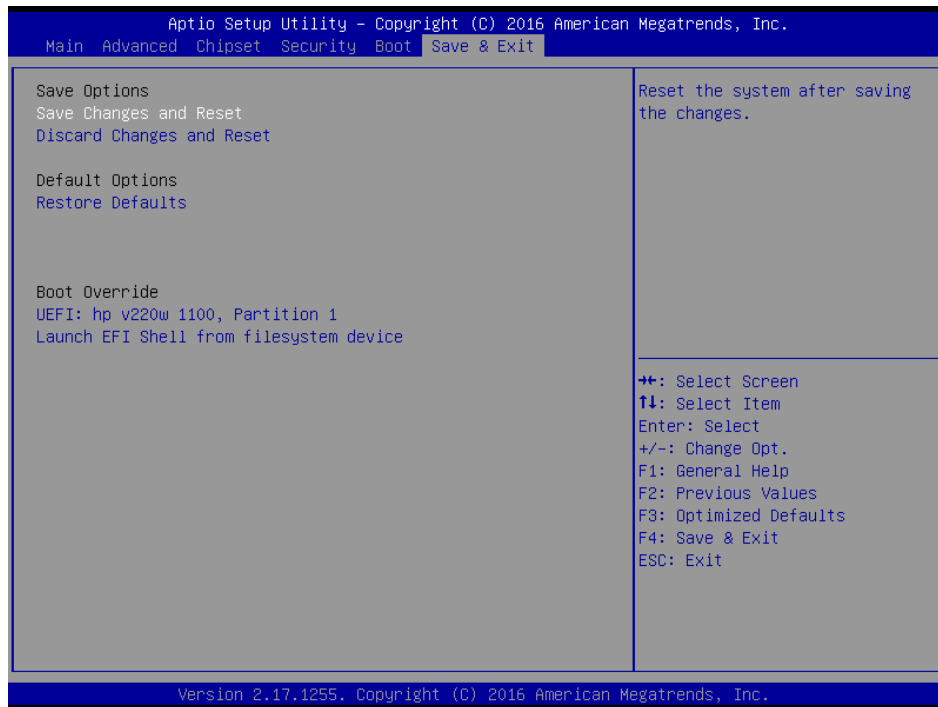 Aptio Setup Utility – Copyright (C) 2016 American Megatrends, Inc.
Main Advanced Chipset Security Boot Save & Exit
Save Options
Save Changes and Reset
Discard Changes and Reset
Default Options
Restore Defaults
Boot Override
UEFI: hp v220w 1100, Partition 1
Launch EFI Shell from filesystem device
Reset the system after saving
the changes.
→←: Select Screen
↑↓: Select Item
Enter: Select
+/-: Change Opt.
F1: General Help
F2: Previous Values
F3: Optimized Defaults
F4: Save & Exit
ESC: Exit
Version 2.17.1255. Copyright (C) 2016 American Megatrends, Inc.